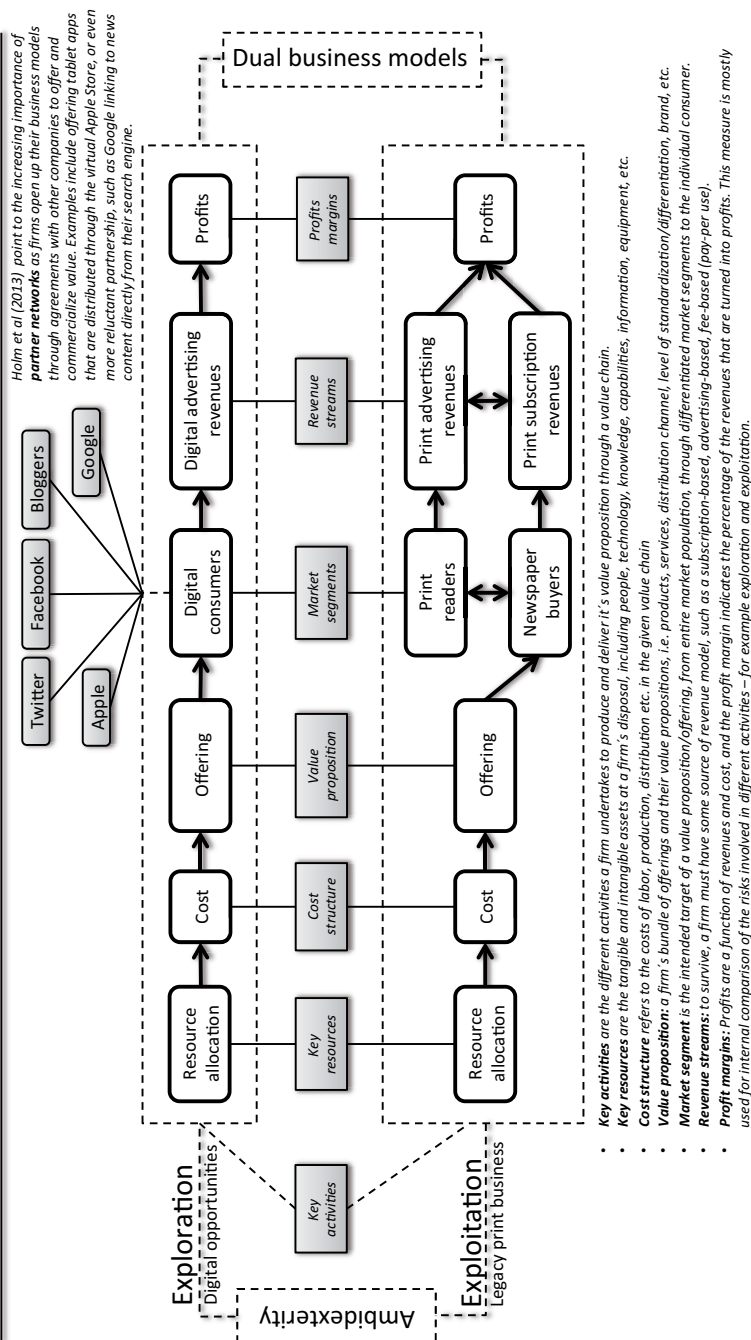 Holm et al (2013) point to the increasing importance of
partner networks as firms open up their business models
through agreements with other companies to offer and
commercialize value. Examples include offering tablet apps
that are distributed through the virtual Apple Store, or even
more reluctant partnership, such as Google linking to news
content directly from their search engine.
Twitter
Facebook
Bloggers
Apple
Google
Exploration
Digital opportunities
Resource
allocation
Cost
Offering
Digital
consumers
Digital advertising
revenues
Profits
Ambidexterity
Key
activities
Key
resources
Cost
structure
Value
proposition
Market
segments
Revenue
streams
Profits
margins
Dual business models
Exploitation
Legacy print business
Resource
allocation
Cost
Offering
Print
readers
Newspaper
buyers
Print advertising
revenues
Print subscription
revenues
Profits
• Key activities are the different activities a firm undertakes to produce and deliver it´s value proposition through a value chain.
• Key resources are the tangible and intangible assets at a firm´s disposal, including people, technology, knowledge, capabilities, information, equipment, etc.
• Cost structure refers to the costs of labor, production, distribution etc. in the given value chain
• Value proposition: a firm´s bundle of offerings and their value propositions, i.e. products, services, distribution channel, level of standardization/differentiation, brand, etc.
• Market segment is the intended target of a value proposition/offering, from entire market population, through differentiated market segments to the individual consumer.
• Revenue streams: to survive, a firm must have some source of revenue model, such as a subscription-based, advertising-based, fee-based (pay-per use).
• Profit margins: Profits are a function of revenues and cost, and the profit margin indicates the percentage of the revenues that are turned into profits. This measure is mostly
used for internal comparison of the risks involved in different activities – for example exploration and exploitation.